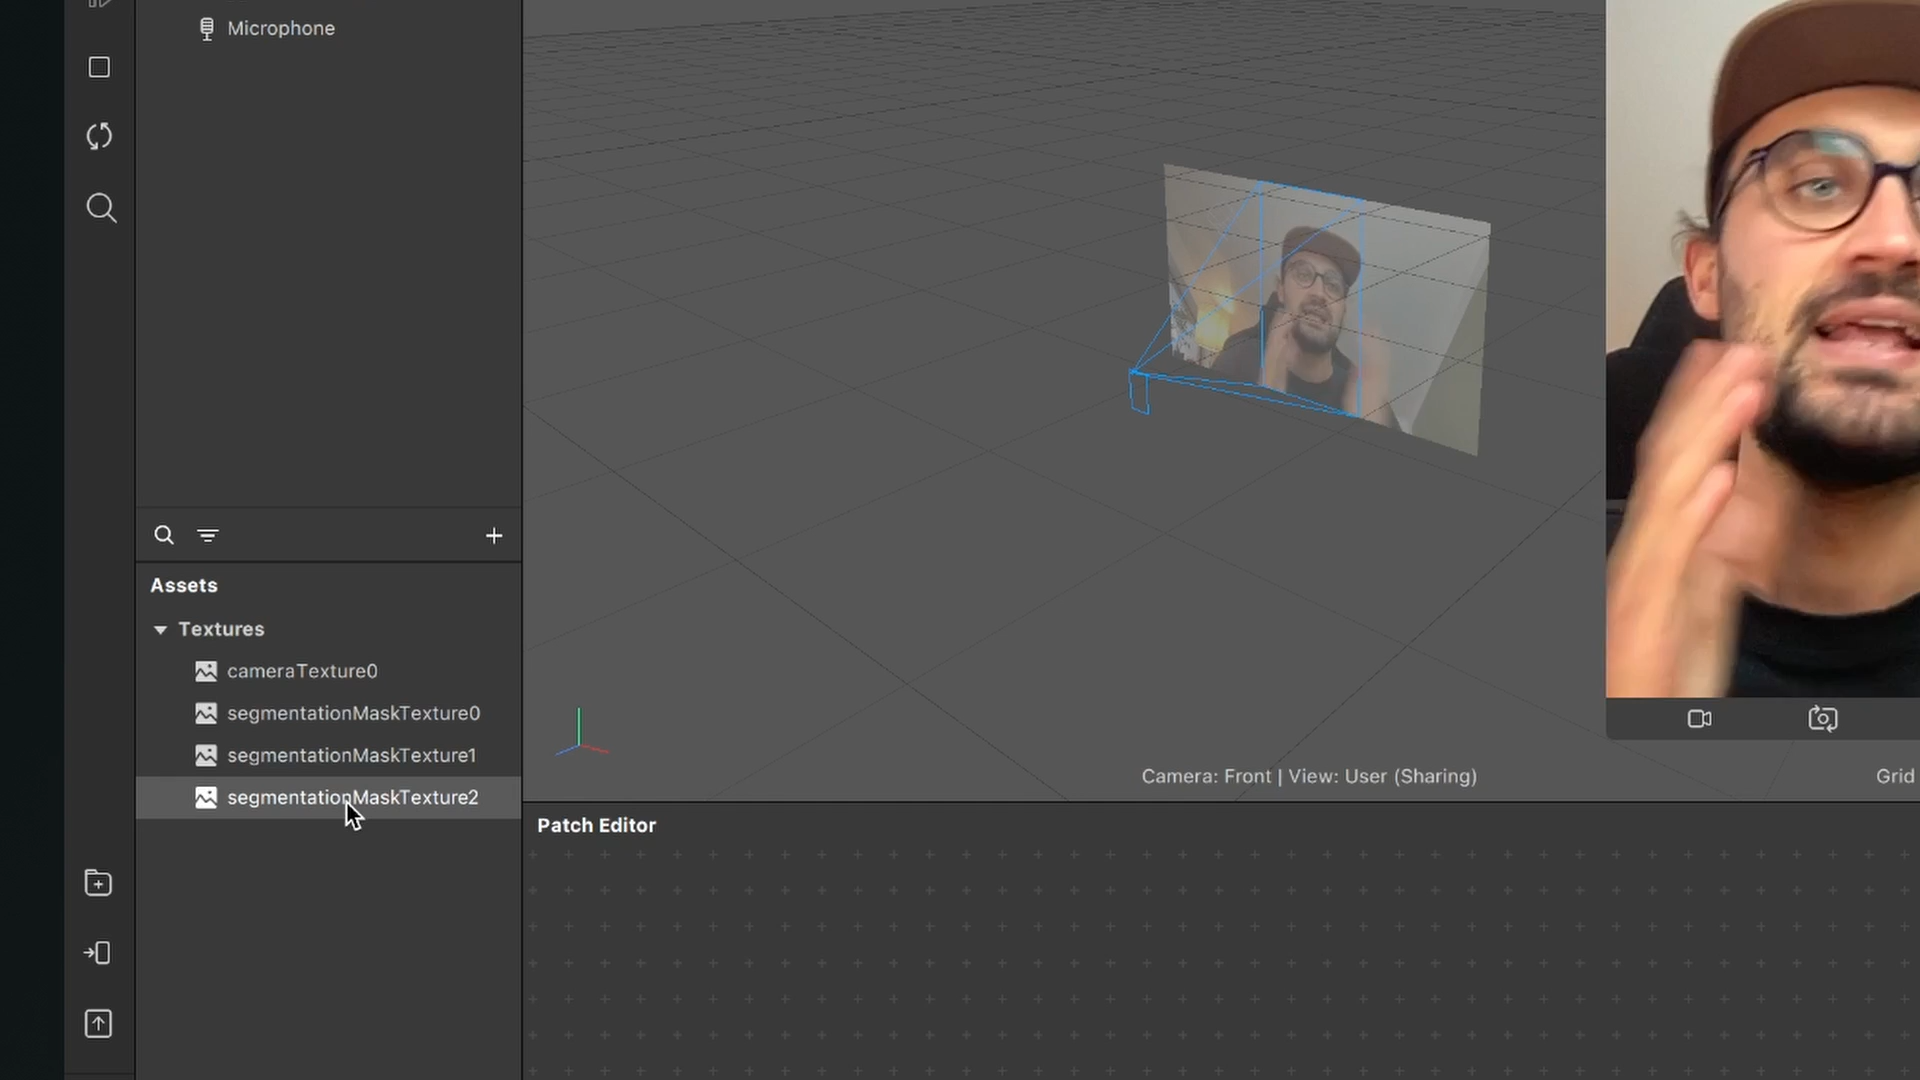 Microphone
Assets
Textures
cameraTexture0
segmentationMaskTexture0
segmentationMaskTexture1
segmentationMaskTexture2
Camera: Front | View: User (Sharing)
Grid
Patch Editor